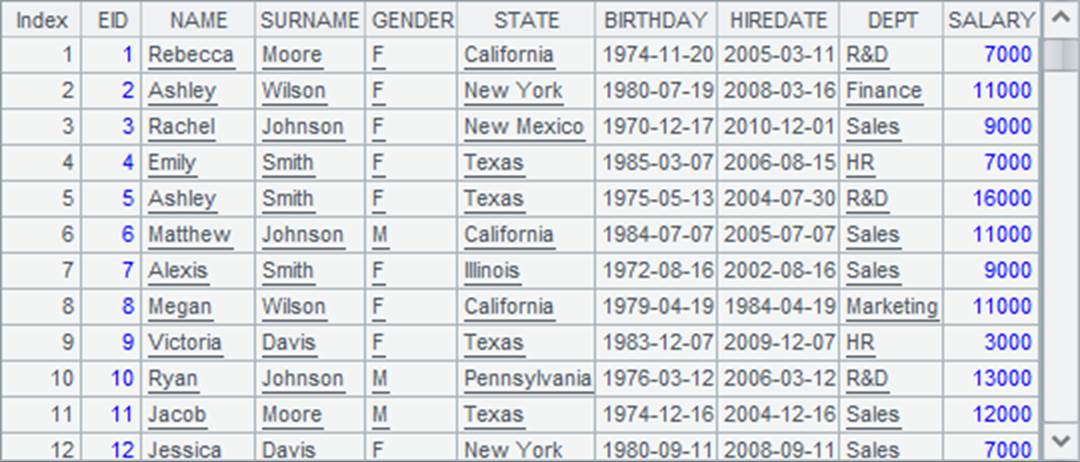 Index EID NAME SURNAME GENDER STATE BIRTHDAY HIREDATE DEPT SALARY
1 1 Rebecca Moore F California 1974-11-20 2005-03-11 R&D 7000
2 2 Ashley Wilson F New York 1980-07-19 2008-03-16 Finance 11000
3 3 Rachel Johnson F New Mexico 1970-12-17 2010-12-01 Sales 9000
4 4 Emily Smith F Texas 1985-03-07 2006-08-15 HR 7000
5 5 Ashley Smith F Texas 1975-05-13 2004-07-30 R&D 16000
6 6 Matthew Johnson M California 1984-07-07 2005-07-07 Sales 11000
7 7 Alexis Smith F Illinois 1972-08-16 2002-08-16 Sales 9000
8 8 Megan Wilson F California 1979-04-19 1984-04-19 Marketing 11000
9 9 Victoria Davis F Texas 1983-12-07 2009-12-07 HR 3000
10 10 Ryan Johnson M Pennsylvania 1976-03-12 2006-03-12 R&D 13000
11 11 Jacob Moore M Texas 1974-12-16 2004-12-16 Sales 12000
12 12 Jessica Davis F New York 1980-09-11 2008-09-11 Sales 7000